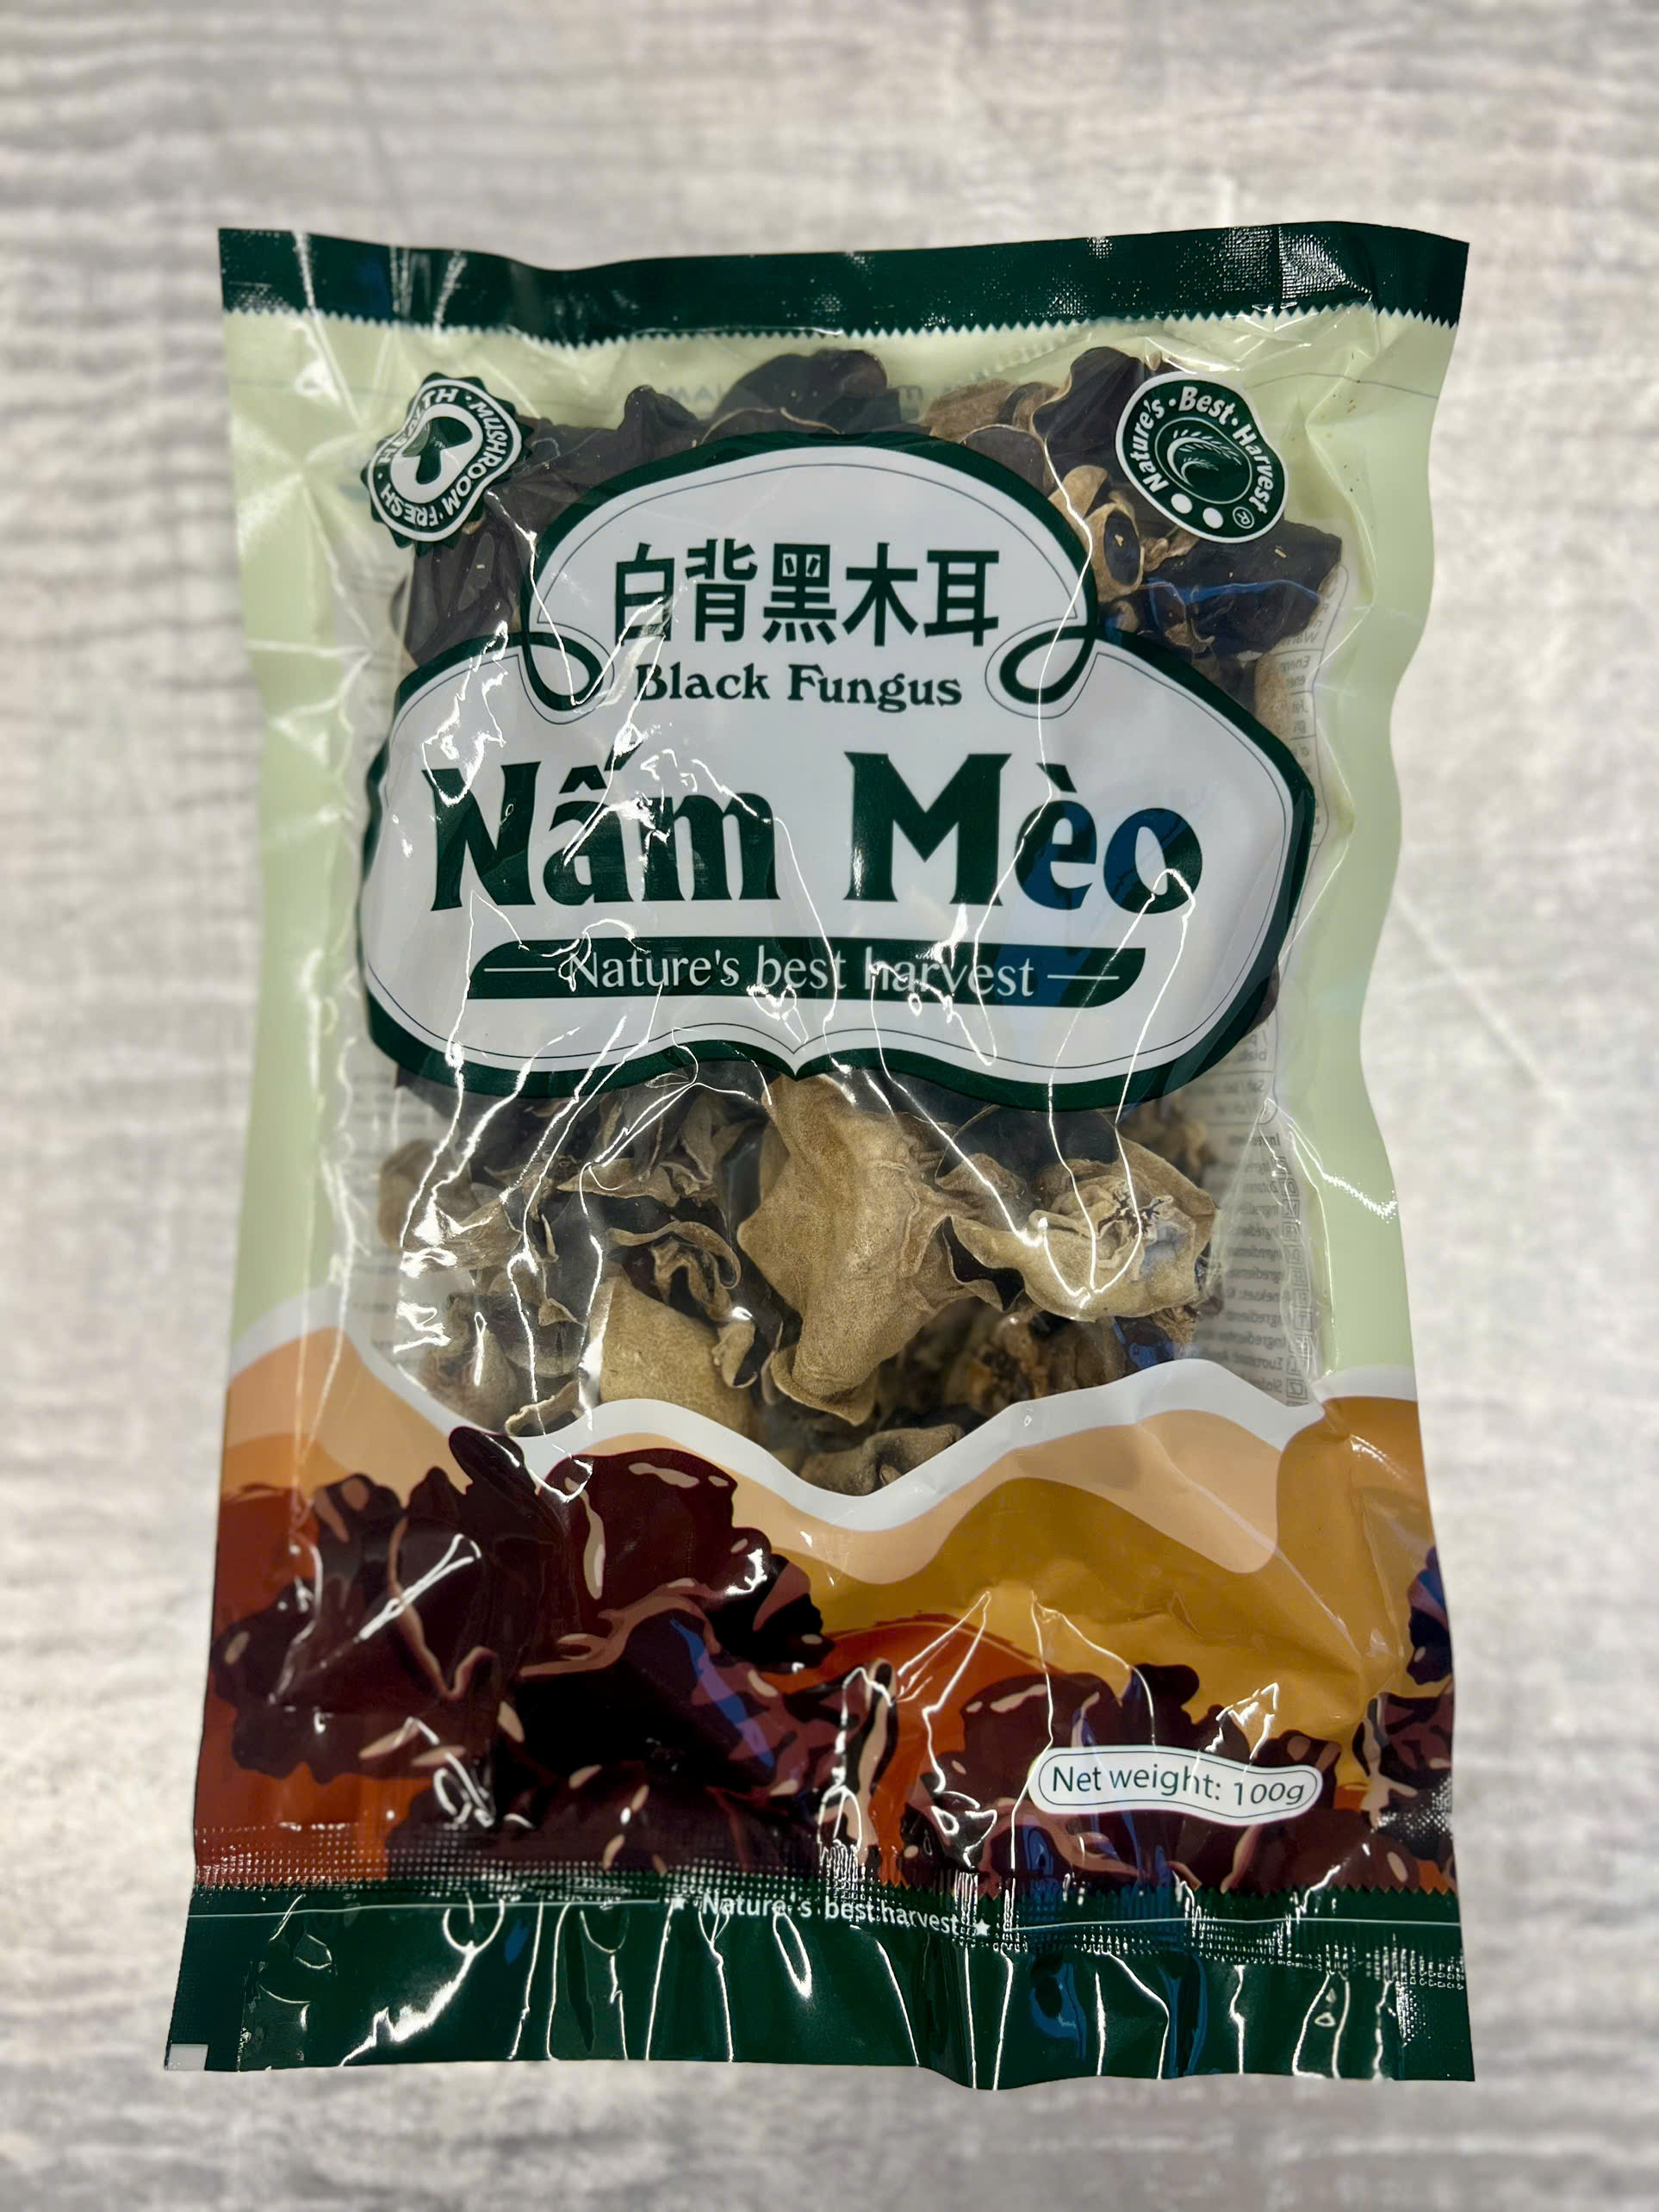 HEALTH · MUSHROOM · FRESH ·
Nature's · Best · Harvest
®
白背黑木耳
Black Fungus
Nấm Mèo
Nature's best harvest
Net weight: 100g
★ Nature's best harvest ★